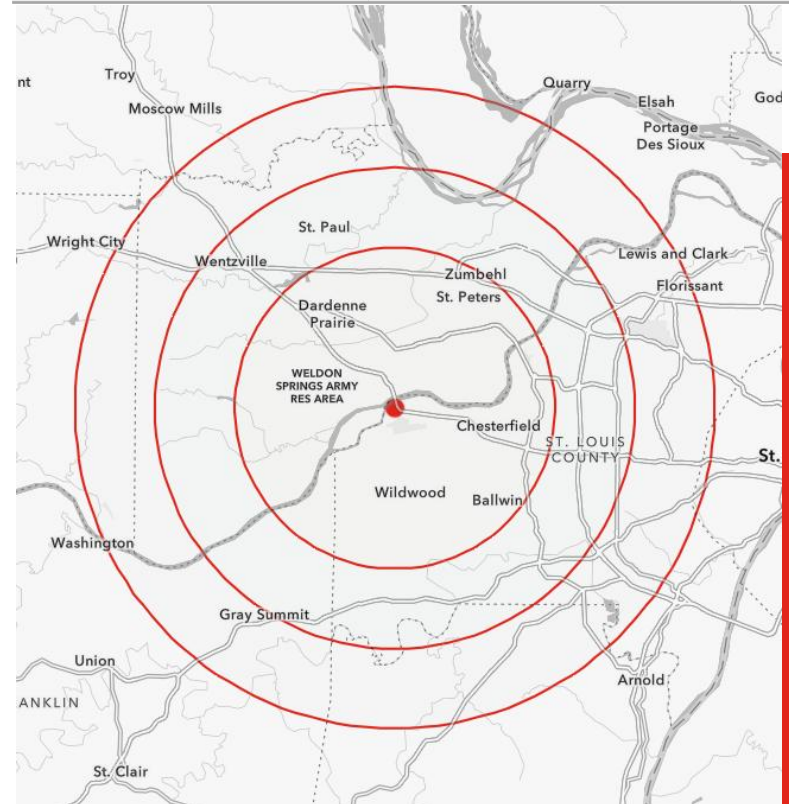 nt
Troy
Moscow Mills
Quarry
Elsah
God
Portage
Des Sioux
Wright City
St. Paul
Wentzville
Lewis and Clark
Zumbehl
Florissant
St. Peters
Dardenne
Prairie
WELDON
SPRINGS ARMY
RES AREA
Chesterfield
ST. LOUIS
COUNTY
St.
Wildwood
Ballwin
Washington
Gray Summit
Union
Arnold
ANKLIN
St. Clair